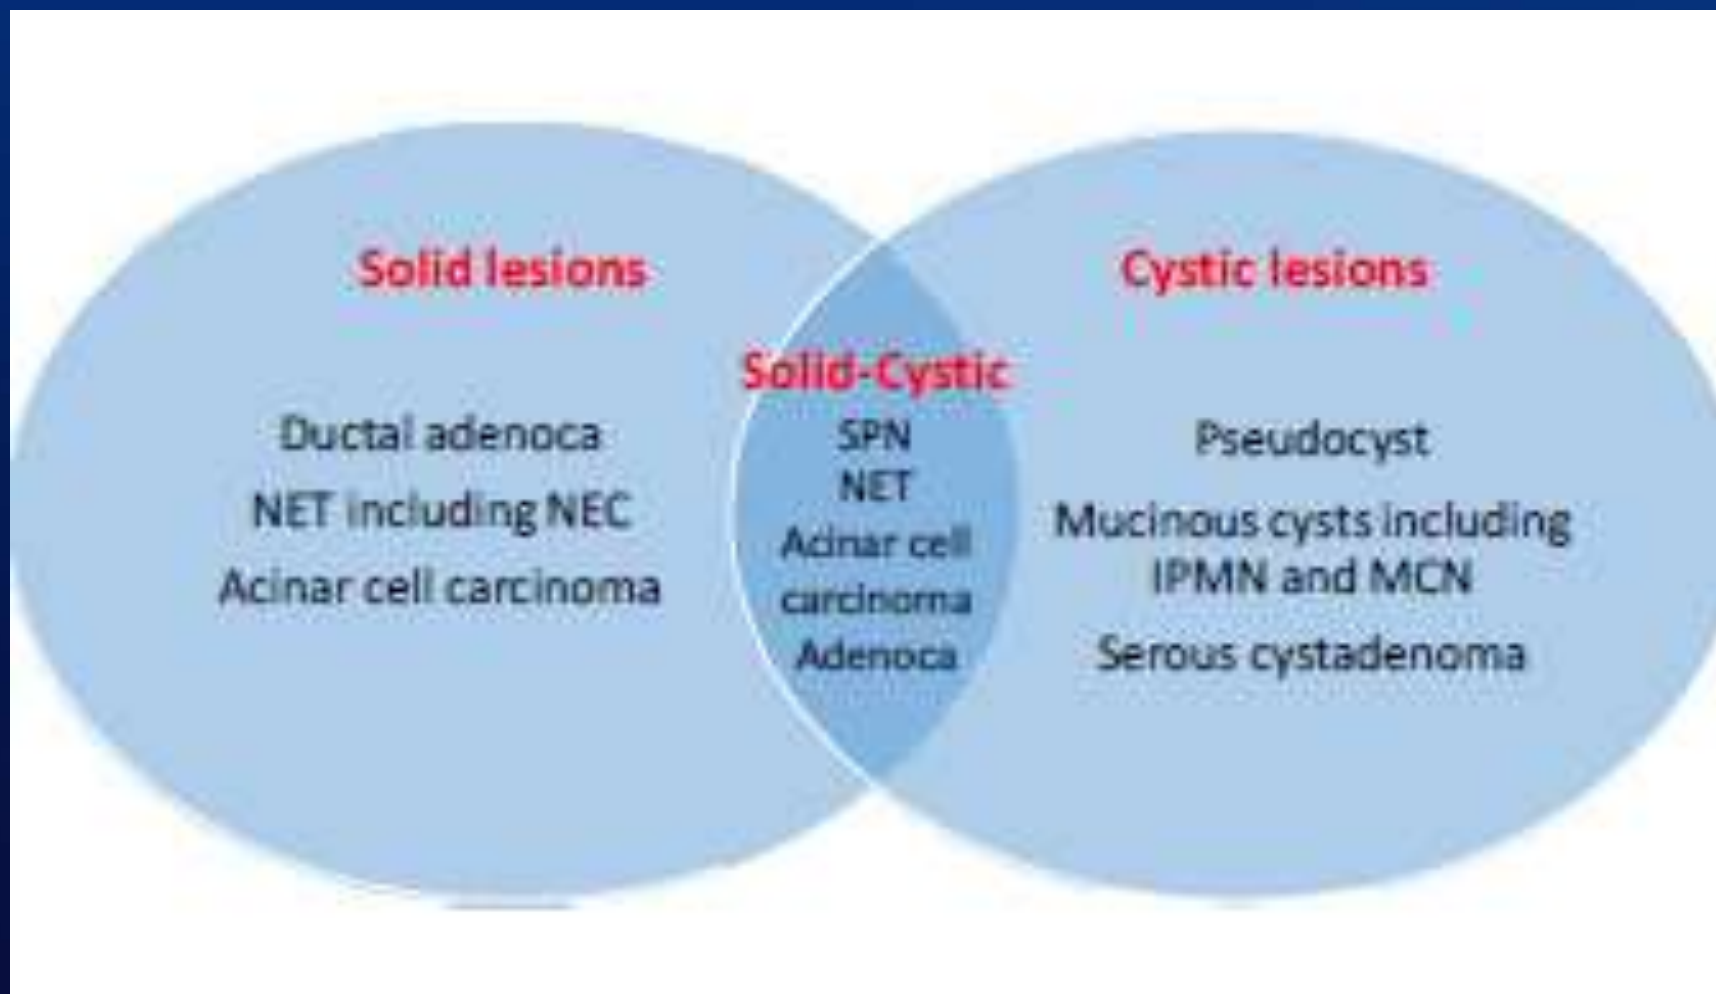 Solid lesions
Ductal adenoca
NET including NEC
Acinar cell carcinoma
Solid-Cystic
SPN
NET
Acinar cell
carcinoma
Adenoca
Cystic lesions
Pseudocyst
Mucinous cysts including
IPMN and MCN
Serous cystadenoma